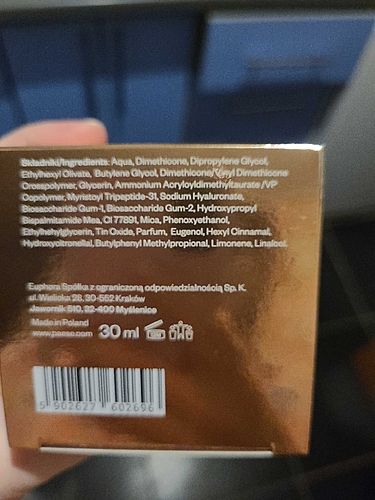 Składniki/Ingredients: Aqua, Dimethicone, Dipropylene Glycol,
Ethylhexyl Olivate, Butylene Glycol, Dimethicone/Vinyl Dimethicone
Crospolymer, Glycerin, Ammonium Acryloyldimethyltaurate /VP
Copolymer, Myristoyl Tripeptide-31, Sodium Hyaluronate,
Biosaccharide Gum-1, Biosaccharide Gum-2, Hydroxypropyl
Bispalmitamide Mea, CI 77891, Mica, Phenoxyethanol,
Ethylhehylglycerin, Tin Oxide, Parfum, Eugenol, Hexyl Cinnamal,
Hydroxycitronellal, Butylphenyl Methylpropional, Limonene, Linalool.
Euphora Spółka z ograniczoną odpowiedzialnością Sp. K.
ul. Wielicka 28, 30-552 Kraków
Jawornik 510, 32-400 Myślenice
Made in Poland
www.paese.com
30 ml
5 902627 602696